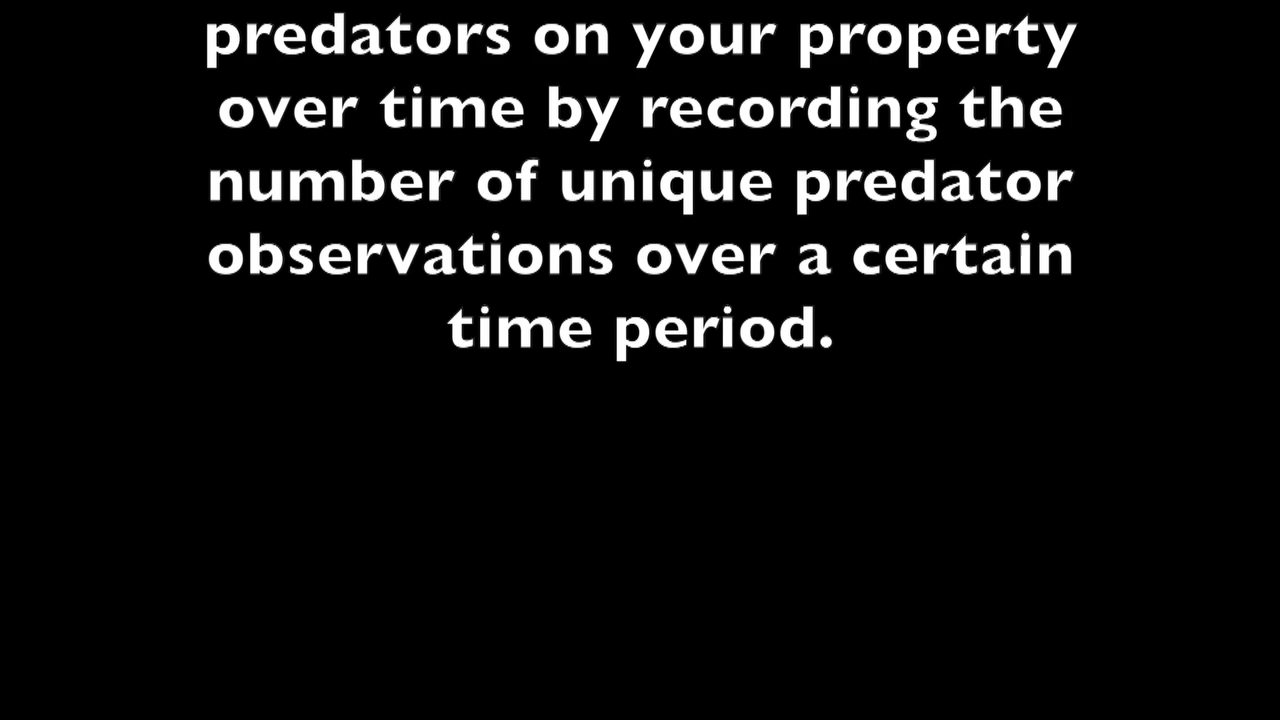 predators on your property
over time by recording the
number of unique predator
observations over a certain
time period.